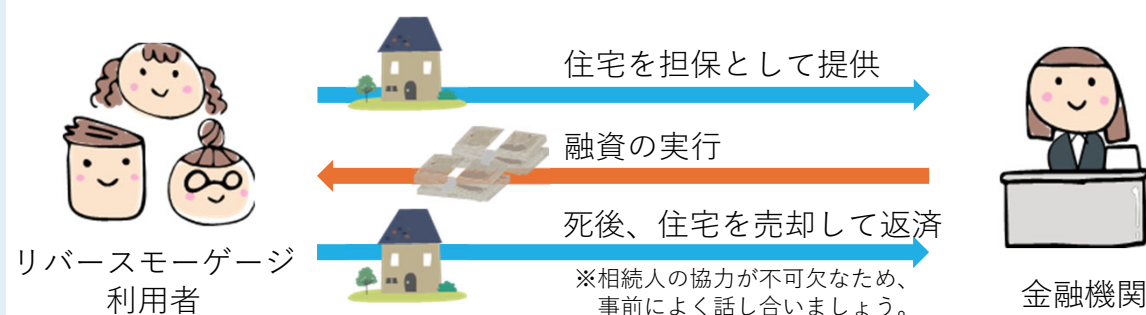 住宅を担保として提供
融資の実行
死後、住宅を売却して返済
※相続人の協力が不可欠なため、
事前によく話し合いましょう。
リバースモーゲージ
利用者
金融機関